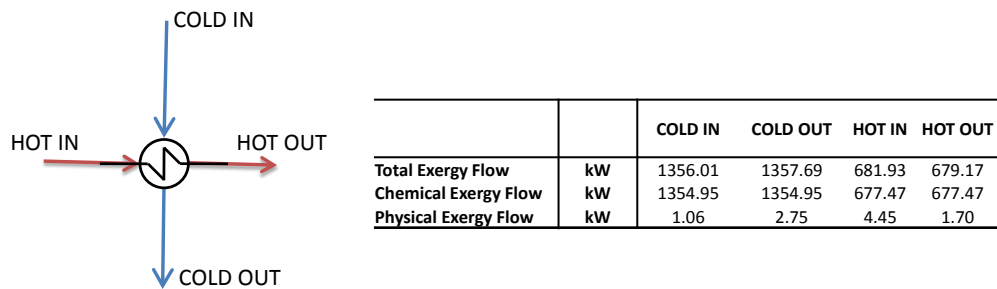 COLD IN
HOT IN
HOT OUT
COLD OUT
COLD IN COLD OUT HOT IN HOT OUT
Total Exergy Flow kW 1356.01 1357.69 681.93 679.17
Chemical Exergy Flow kW 1354.95 1354.95 677.47 677.47
Physical Exergy Flow kW 1.06 2.75 4.45 1.70